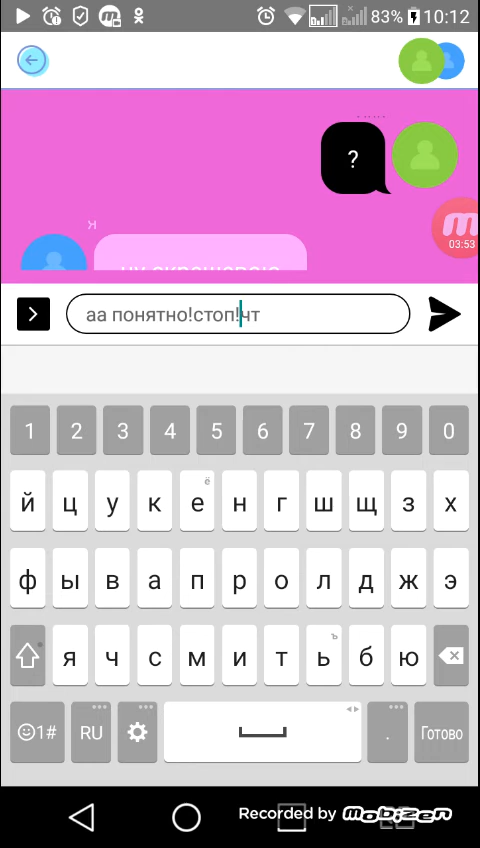 83% 10:12
?
К
03:53
аа понятно!стоп!чт
1 2 3 4 5 6 7 8 9 0
ё
й ц у к е н г ш щ з х
ф ы в а п р о л д ж э
ъ
я ч с м и т ь б ю
1# RU . Готово
Recorded by Mobizen